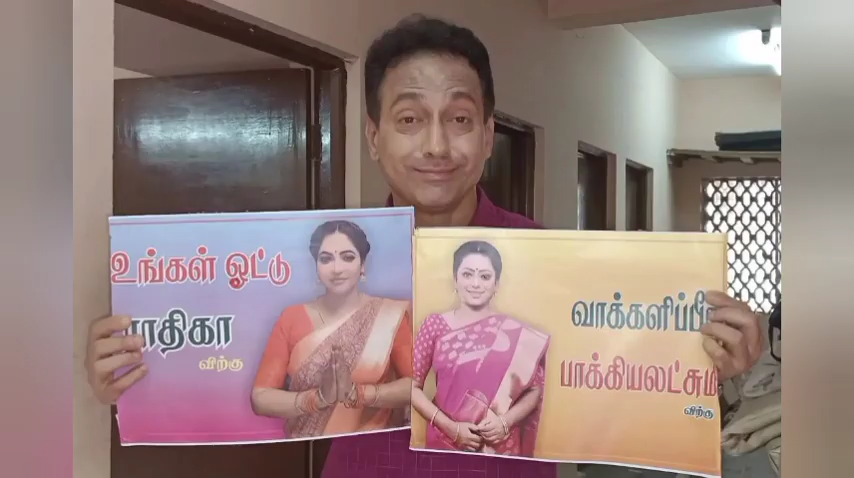 உங்கள் ஓட்டு
ராதிகா
விற்கு
பாக்கியலட்சுமி
விற்கு